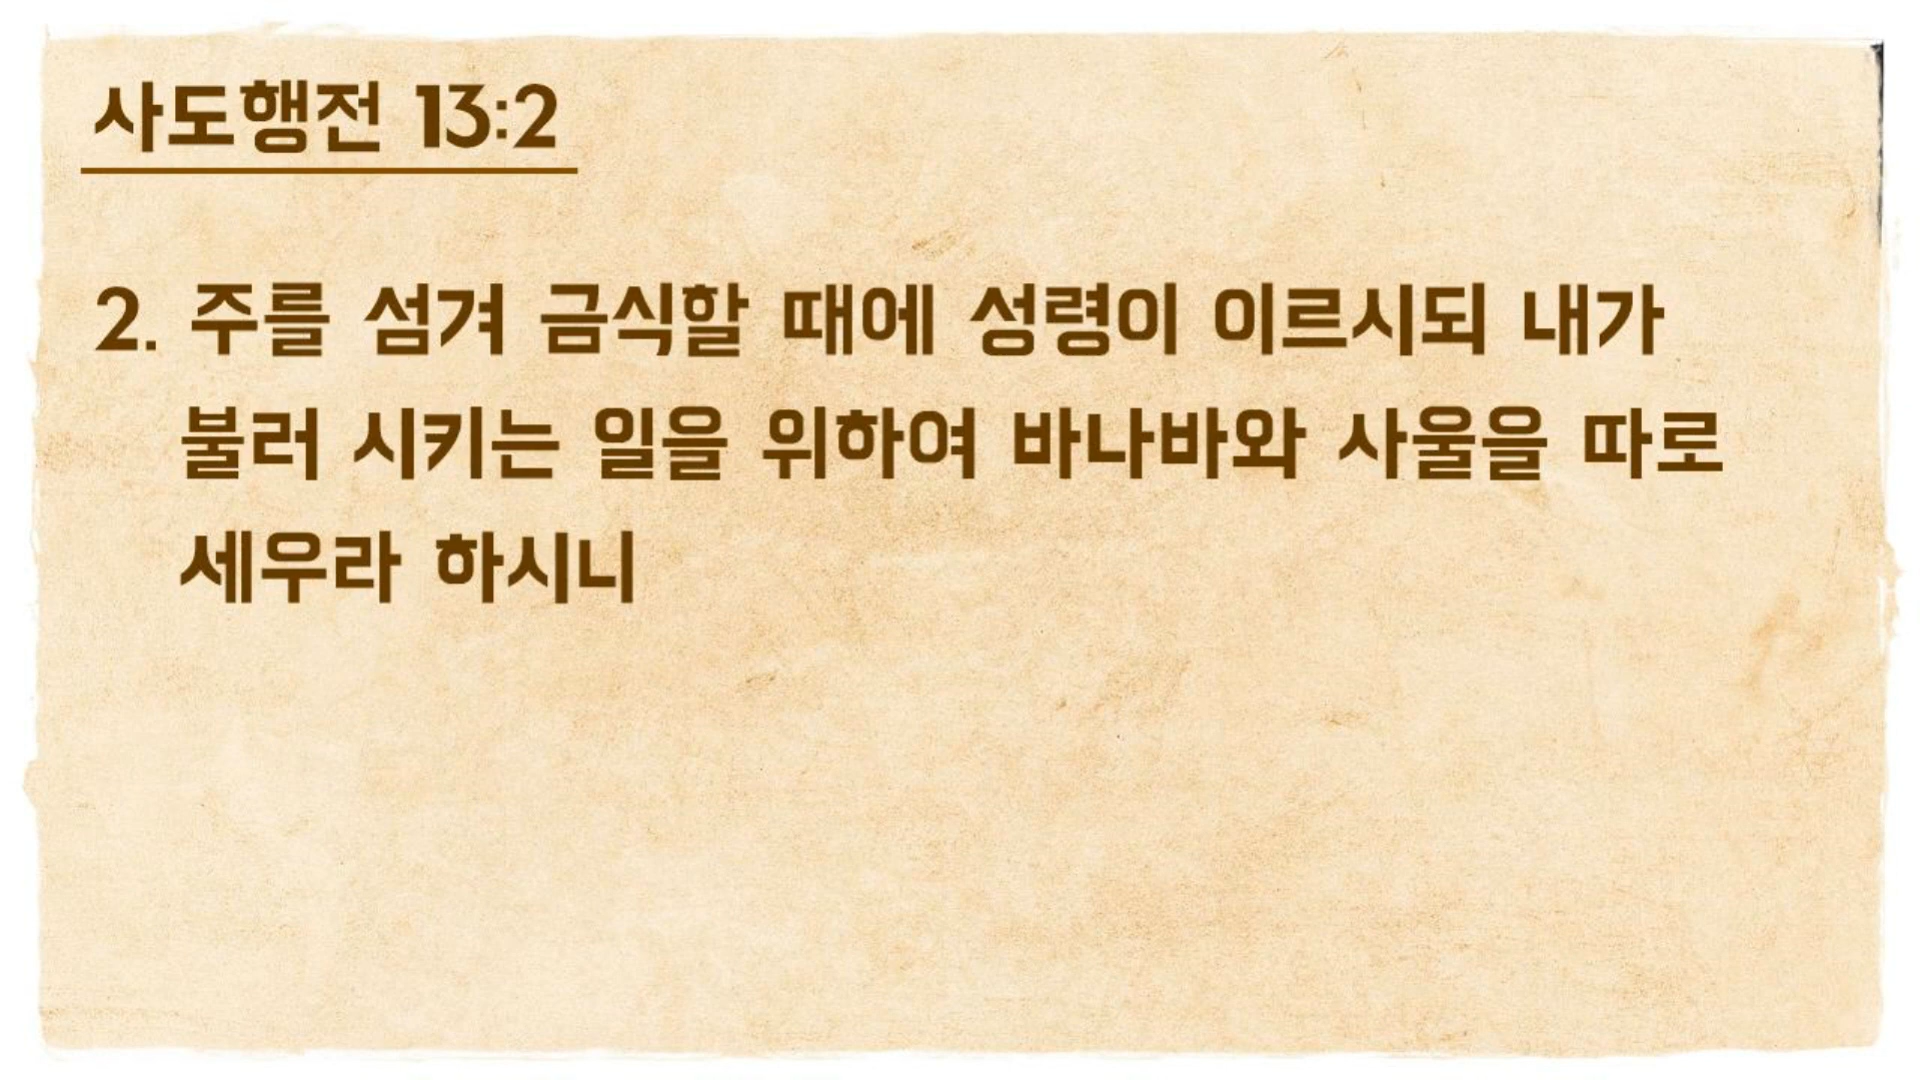 사도행전 13:2
2. 주를 섬겨 금식할 때에 성령이 이르시되 내가
불러 시키는 일을 위하여 바나바와 사울을 따로
세우라 하시니